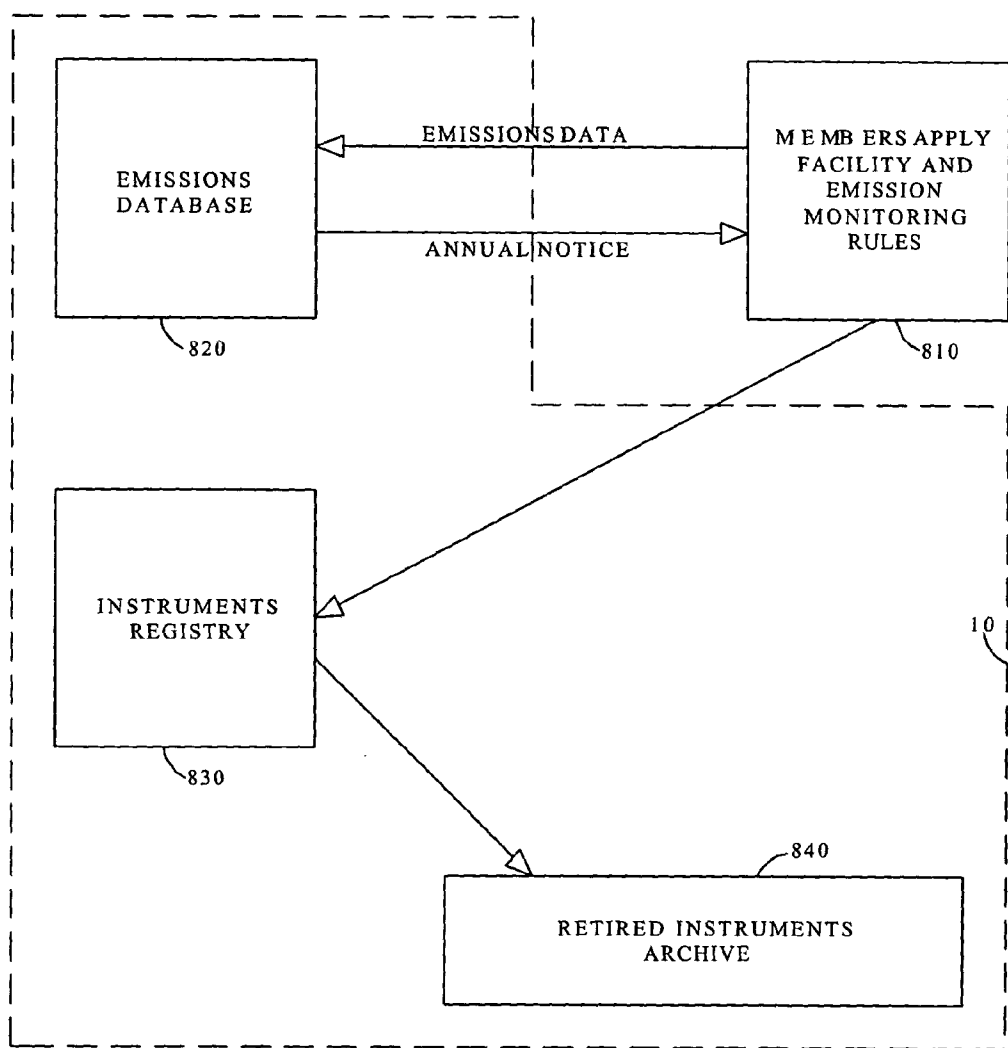 EMISSIONS
DATABASE
EMISSIONS DATA
ANNUAL NOTICE
MEMBERS APPLY
FACILITY AND
EMISSION
MONITORING
RULES
820
810
INSTRUMENTS
REGISTRY
10
830
840
RETIRED INSTRUMENTS
ARCHIVE